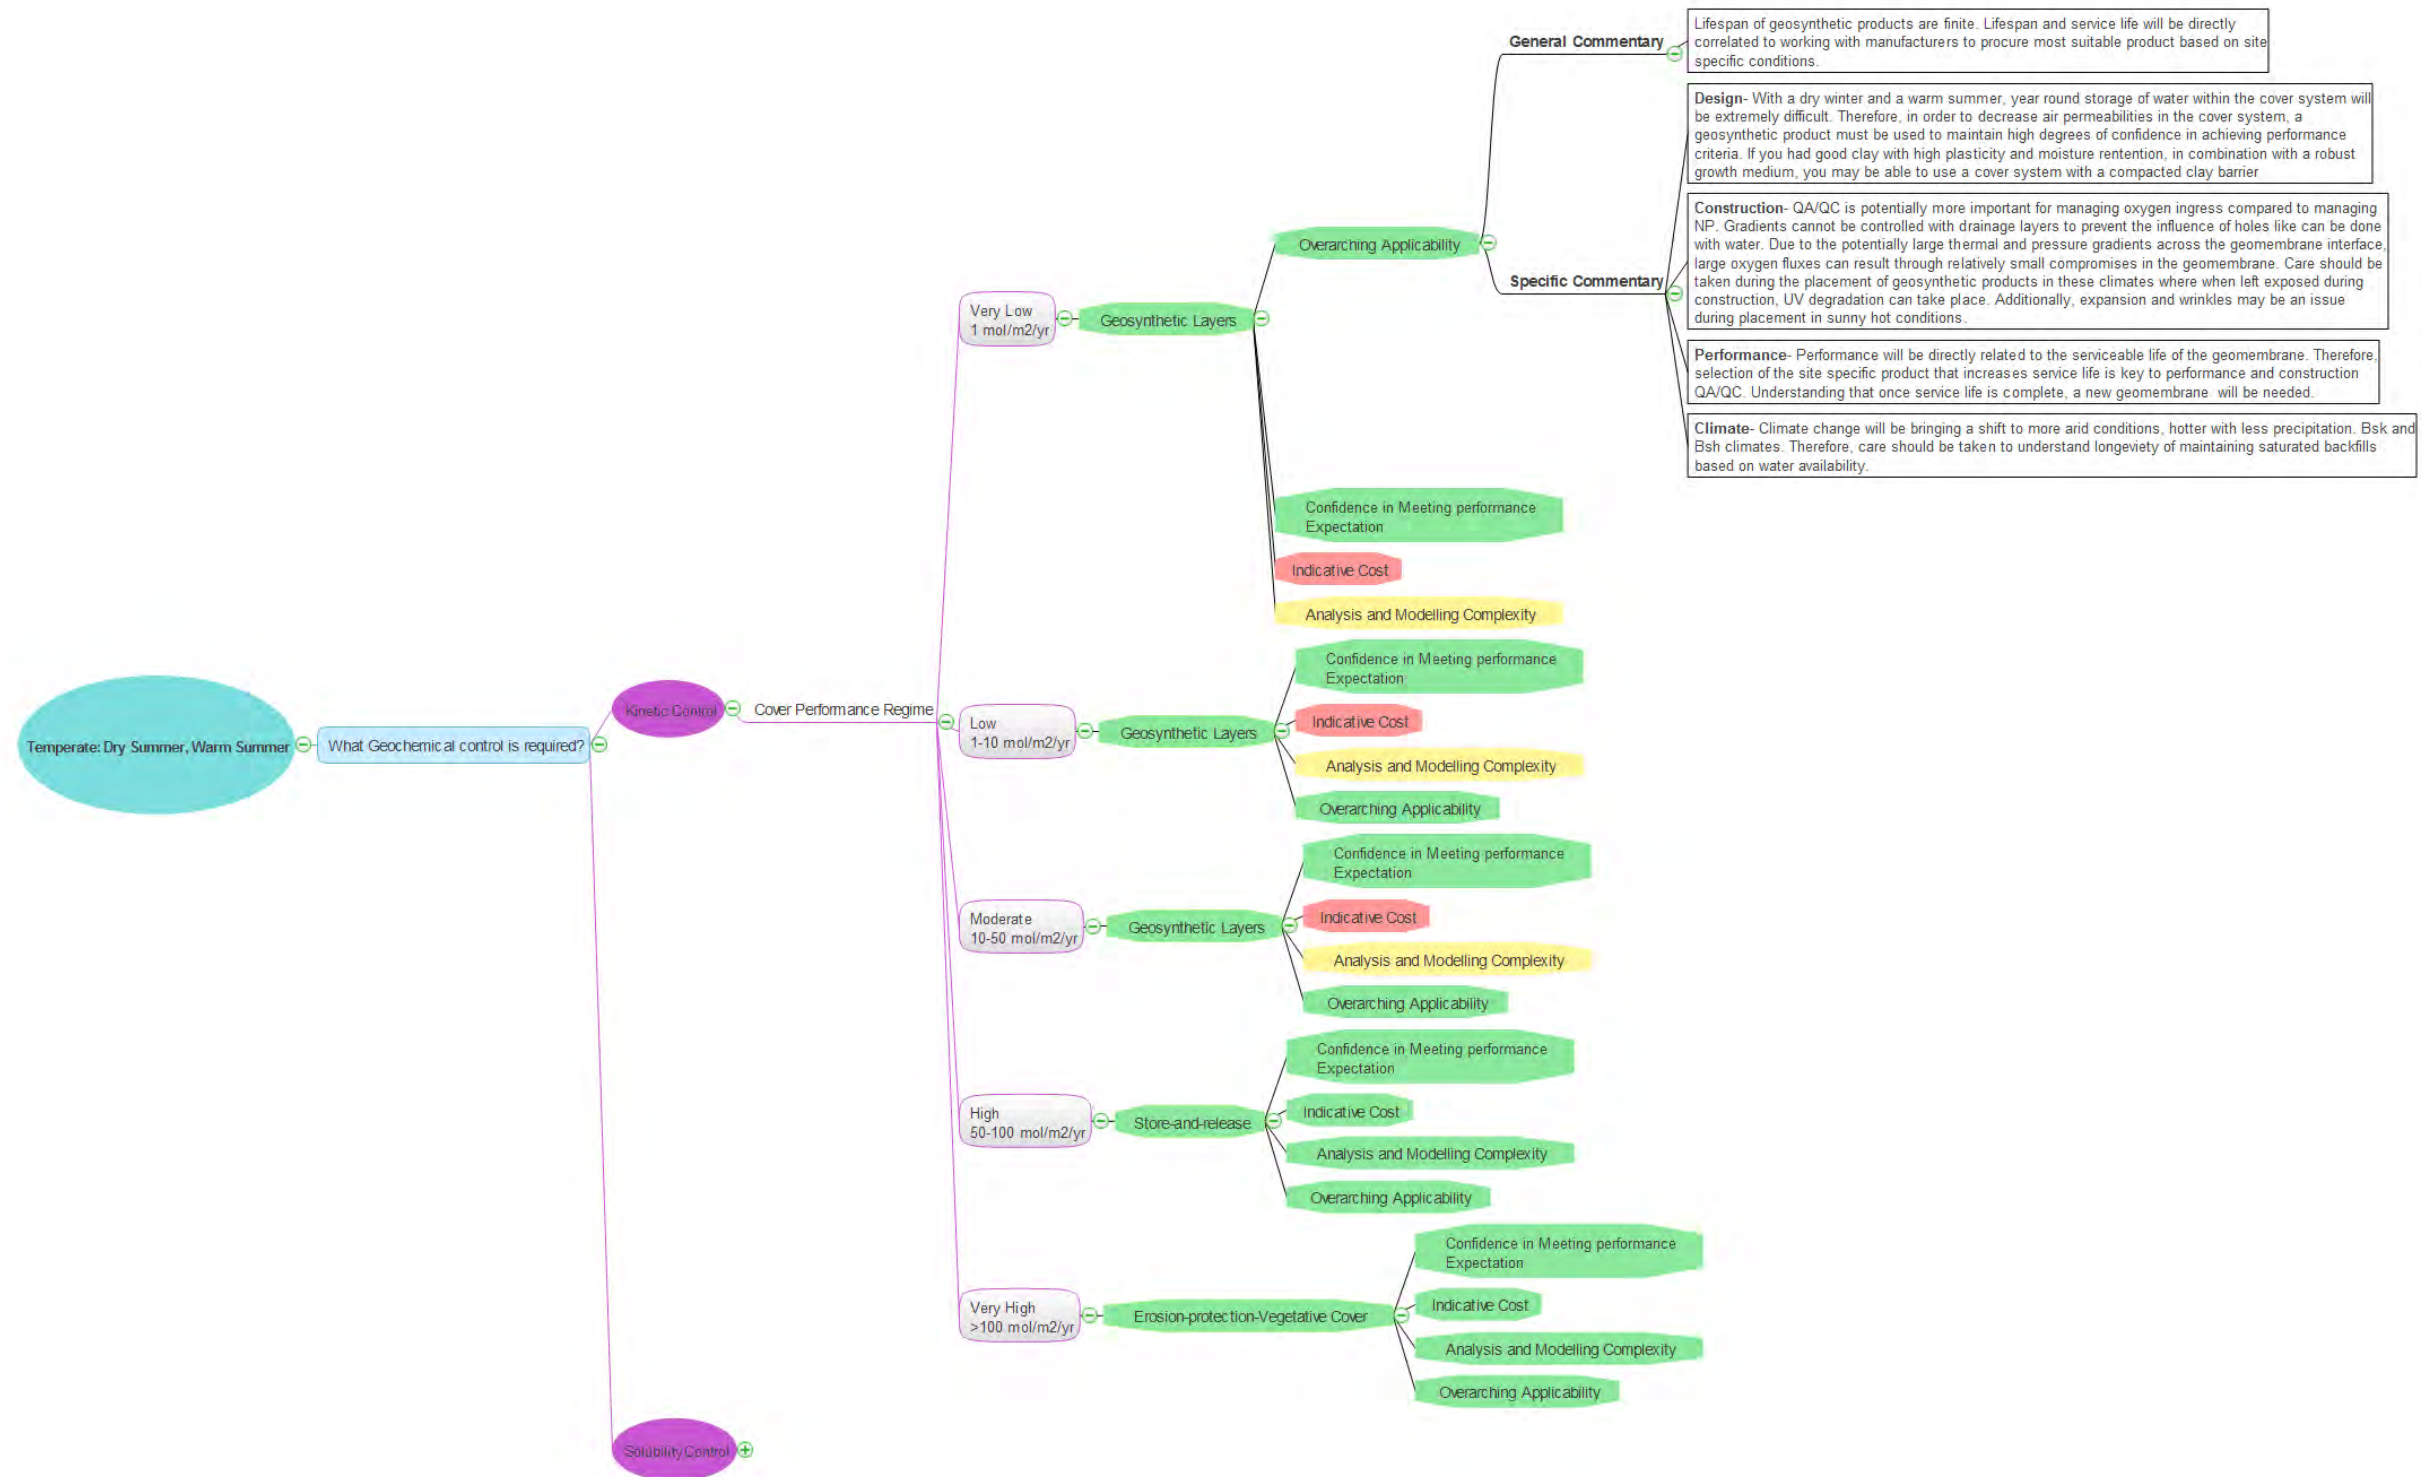 Temperate: Dry Summer, Warm Summer
What Geochemical control is required?
Kinetic Control
Cover Performance Regime
Very Low
1 mol/m2/yr
Geosynthetic Layers
Overarching Applicability
General Commentary
Lifespan of geosynthetic products are finite. Lifespan and service life will be directly
correlated to working with manufacturers to procure most suitable product based on site
specific conditions.
Specific Commentary
Design- With a dry winter and a warm summer, year round storage of water within the cover system will
be extremely difficult. Therefore, in order to decrease air permeabilities in the cover system, a
geosynthetic product must be used to maintain high degrees of confidence in achieving performance
criteria. If you had good clay with high plasticity and moisture rentention, in combination with a robust
growth medium, you may be able to use a cover system with a compacted clay barrier
Construction- QA/QC is potentially more important for managing oxygen ingress compared to managing
NP. Gradients cannot be controlled with drainage layers to prevent the influence of holes like can be done
with water. Due to the potentially large thermal and pressure gradients across the geomembrane interface,
large oxygen fluxes can result through relatively small compromises in the geomembrane. Care should be
taken during the placement of geosynthetic products in these climates where when left exposed during
construction, UV degradation can take place. Additionally, expansion and wrinkles may be an issue
during placement in sunny hot conditions.
Performance- Performance will be directly related to the serviceable life of the geomembrane. Therefore,
selection of the site specific product that increases service life is key to performance and construction
QA/QC. Understanding that once service life is complete, a new geomembrane will be needed.
Climate- Climate change will be bringing a shift to more arid conditions, hotter with less precipitation. Bsk and
Bsh climates. Therefore, care should be taken to understand longeviety of maintaining saturated backfills
based on water availability.
Confidence in Meeting performance
Expectation
Indicative Cost
Analysis and Modelling Complexity
Low
1-10 mol/m2/yr
Geosynthetic Layers
Confidence in Meeting performance
Expectation
Indicative Cost
Analysis and Modelling Complexity
Overarching Applicability
Moderate
10-50 mol/m2/yr
Geosynthetic Layers
Confidence in Meeting performance
Expectation
Indicative Cost
Analysis and Modelling Complexity
Overarching Applicability
High
50-100 mol/m2/yr
Store-and-release
Confidence in Meeting performance
Expectation
Indicative Cost
Analysis and Modelling Complexity
Overarching Applicability
Very High
>100 mol/m2/yr
Erosion-protection-Vegetative Cover
Confidence in Meeting performance
Expectation
Indicative Cost
Analysis and Modelling Complexity
Overarching Applicability
Solubility Control